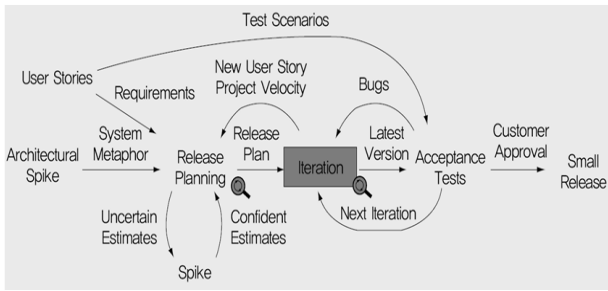 Test Scenarios
User Stories
New User Story
Project Velocity
Bugs
Requirements
System
Metaphor
Release
Plan
Latest
Version
Customer
Approval
Architectural
Spike
Release
Planning
Iteration
Acceptance
Tests
Small
Release
Uncertain
Estimates
Confident
Estimates
Next Iteration
Spike